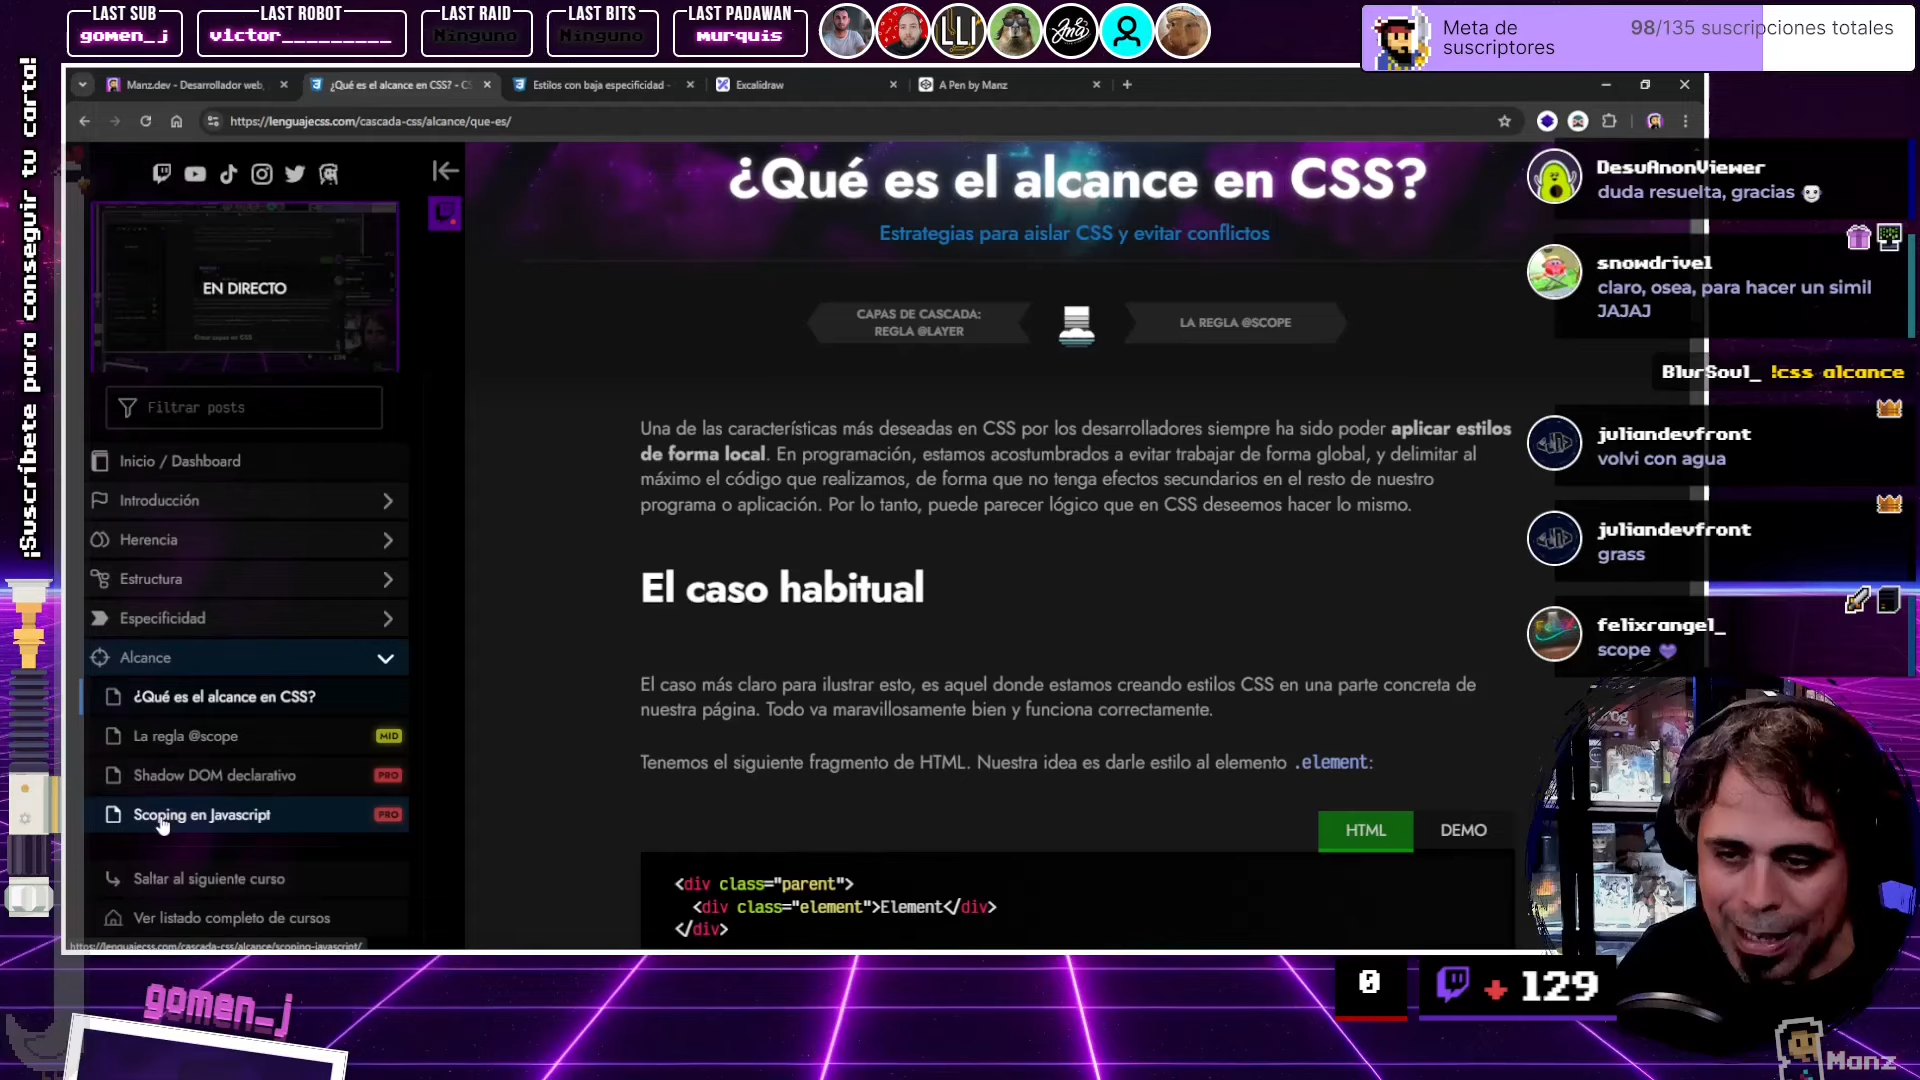 ¡Suscríbete para conseguir tu carta!
LAST SUB
gomen_j
LAST ROBOT
victor_________
LAST RAID
Ninguno
LAST BITS
Ninguno
LAST PADAWAN
murquis
LLI
Meta de
suscriptores
98/135 suscripciones totales
Manz.dev - Desarrollador web,
¿Qué es el alcance en CSS? - CS
Estilos con baja especificidad -
Excalidraw
A Pen by Manz
https://lenguajecss.com/cascada-css/alcance/que-es/
EN DIRECTO
Filtrar posts
Inicio / Dashboard
Introducción
Herencia
Estructura
Especificidad
Alcance
¿Qué es el alcance en CSS?
La regla @scope
MID
Shadow DOM declarativo
PRO
Scoping en Javascript
PRO
Saltar al siguiente curso
Ver listado completo de cursos
https://lenguajecss.com/cascada-css/alcance/scoping-javascript/
¿Qué es el alcance en CSS?
Estrategias para aislar CSS y evitar conflictos
CAPAS DE CASCADA:
REGLA @LAYER
LA REGLA @SCOPE
Una de las características más deseadas en CSS por los desarrolladores siempre ha sido poder aplicar estilos
de forma local. En programación, estamos acostumbrados a evitar trabajar de forma global, y delimitar al
máximo el código que realizamos, de forma que no tenga efectos secundarios en el resto de nuestro
programa o aplicación. Por lo tanto, puede parecer lógico que en CSS deseemos hacer lo mismo.
El caso habitual
El caso más claro para ilustrar esto, es aquel donde estamos creando estilos CSS en una parte concreta de
nuestra página. Todo va maravillosamente bien y funciona correctamente.
Tenemos el siguiente fragmento de HTML. Nuestra idea es darle estilo al elemento .element:
HTML
DEMO
<div class="parent">
<div class="element">Element</div>
</div>
DesuAnonViewer
duda resuelta, gracias
snowdrivel
claro, osea, para hacer un simil
JAJAJ
BlurSoul_ !css alcance
juliandevfront
volvi con agua
juliandevfront
grass
felixrangel_
scope 💜
gomen_j
0
+ 129
Manz